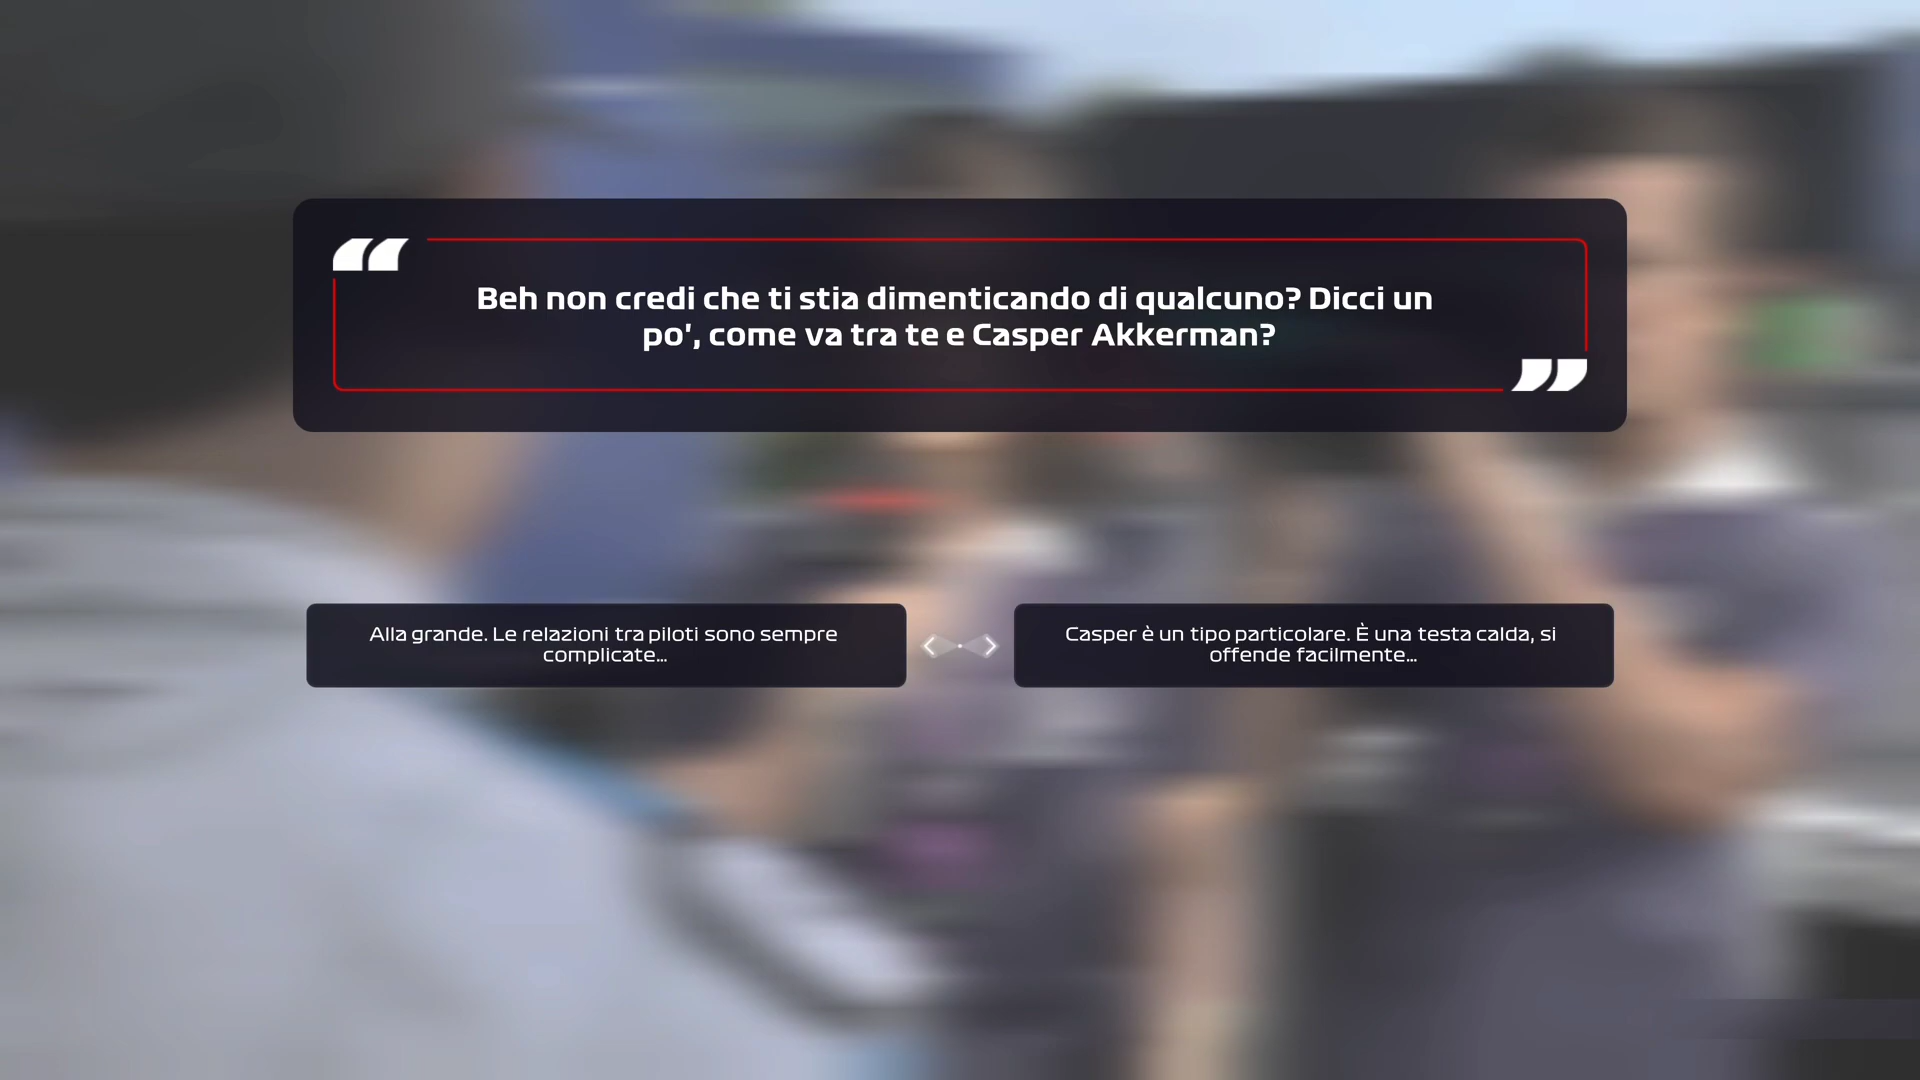 Beh non credi che ti stia dimenticando di qualcuno? Dicci un
po', come va tra te e Casper Akkerman?
Alla grande. Le relazioni tra piloti sono sempre
complicate...
Casper è un tipo particolare. È una testa calda, si
offende facilmente...